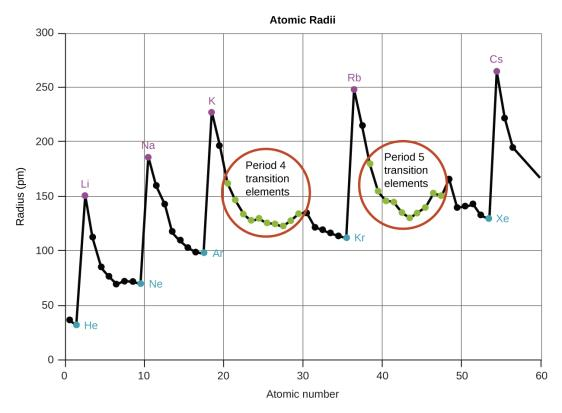 Atomic Radii
300
250
200
150
100
50
0
Radius (pm)
He
Li
Ne
Na
Ar
K
Period 4
transition
elements
Kr
Rb
Period 5
transition
elements
Xe
Cs
0 10 20 30 40 50 60
Atomic number